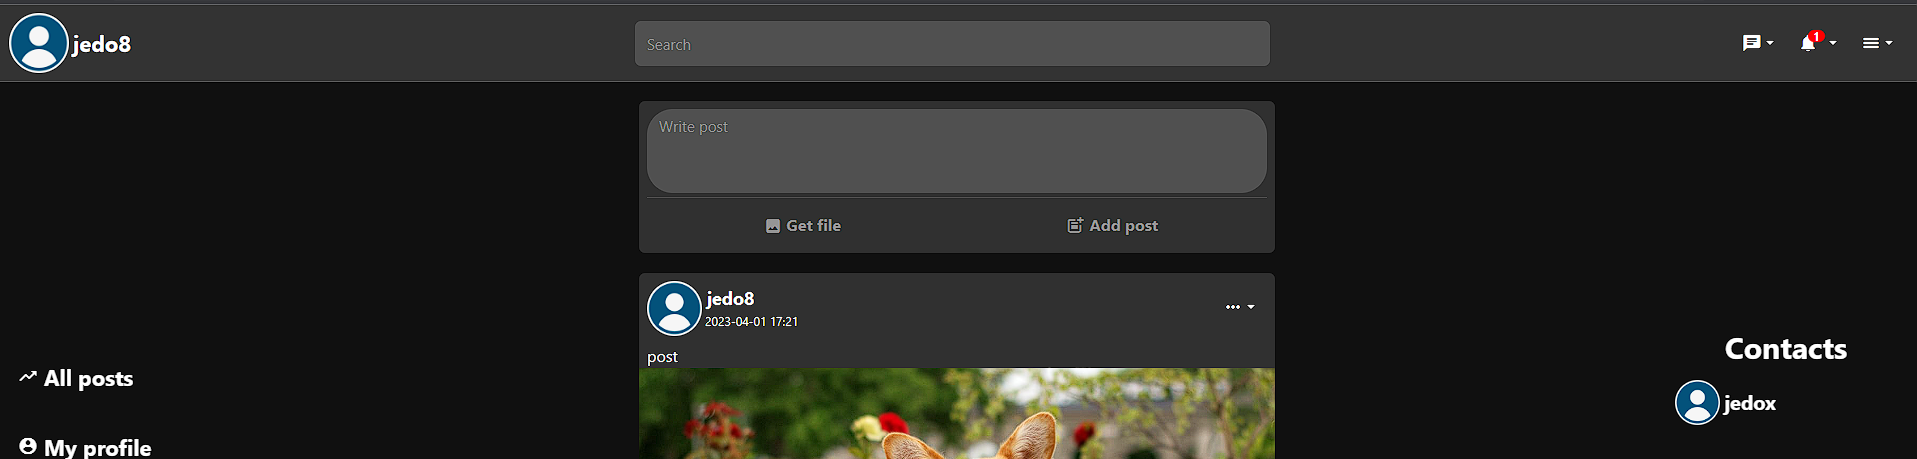 jedo8
Search
1
Write post
Get file
Add post
jedo8
2023-04-01 17:21
post
All posts
My profile
Contacts
jedox